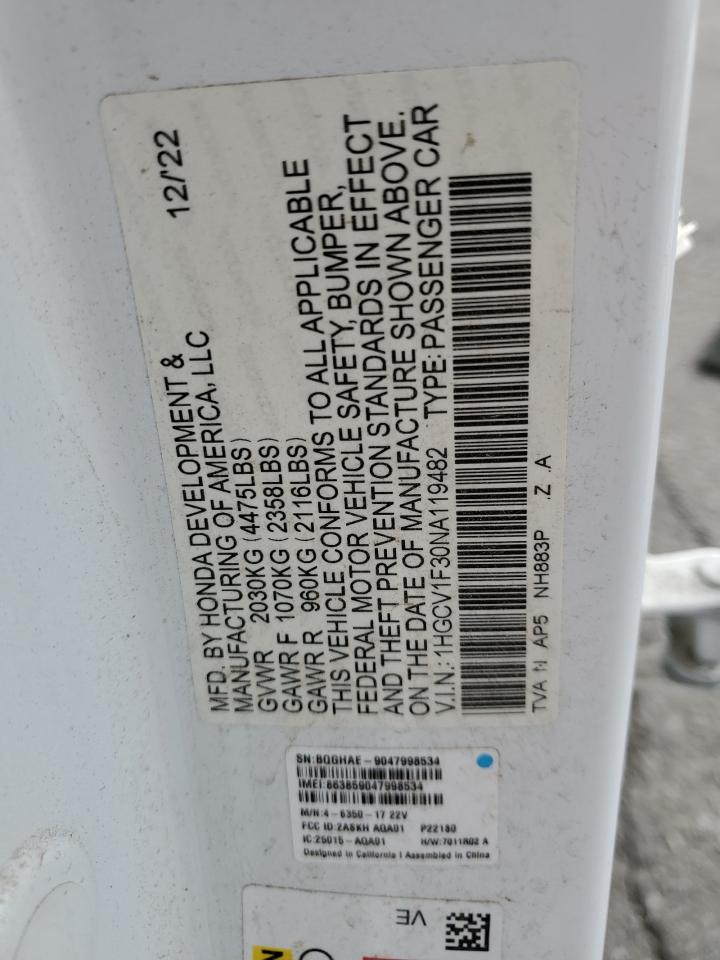 12/'22
MFD. BY HONDA DEVELOPMENT &
MANUFACTURING OF AMERICA, LLC
GVWR 2030KG (4475LBS)
GAWR F 1070KG (2358LBS)
GAWR R 960KG (2116LBS)
THIS VEHICLE CONFORMS TO ALL APPLICABLE
FEDERAL MOTOR VEHICLE SAFETY, BUMPER,
AND THEFT PREVENTION STANDARDS IN EFFECT
ON THE DATE OF MANUFACTURE SHOWN ABOVE.
V.I.N.: 1HGCV1F30NA119482 TYPE: PASSENGER CAR
TVA N AP5 NH883P .Z .A
SN:BQGHAE-9047998534
IMEI:863859047998534
M/N:4-6350-17 22V
FCC ID:2ASKH AQA01 P22180
IC:25015-AQA01 H/W:7011R02 A
Designed in California | Assembled in China
VE
N